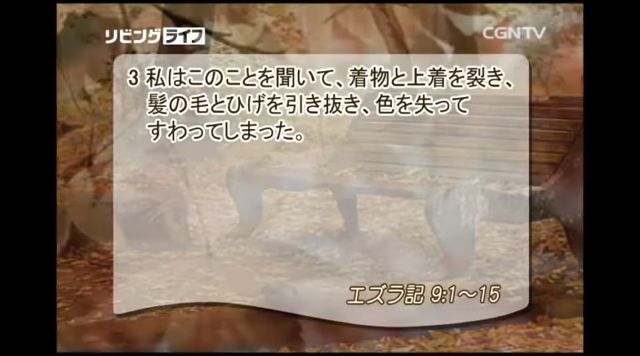 リビングライフ
CGNTV
3 私はこのことを聞いて、着物と上着を裂き、
髪の毛とひげを引き抜き、色を失って
すわってしまった。
エズラ記 9:1～15